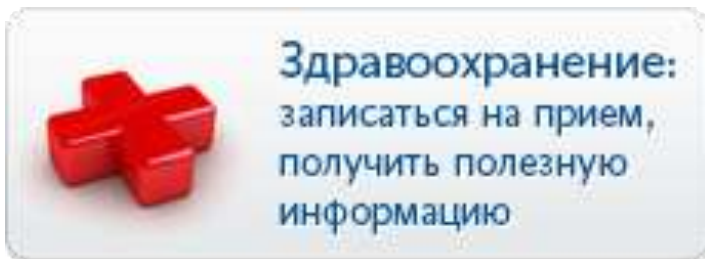 Здравоохранение:
записаться на прием,
получить полезную
информацию